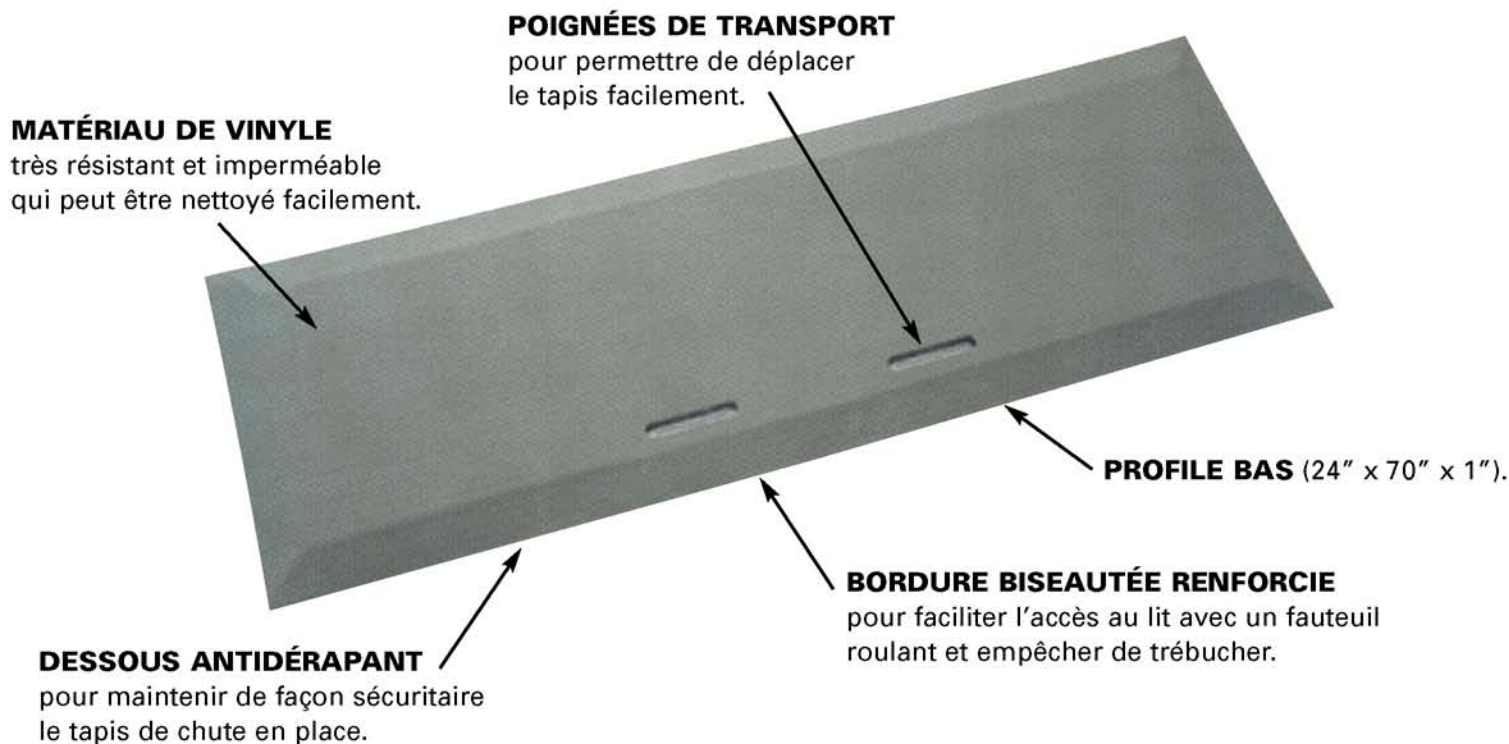 POIGNÉES DE TRANSPORT
pour permettre de déplacer
le tapis facilement.
MATÉRIAU DE VINYLE
très résistant et imperméable
qui peut être nettoyé facilement.
PROFILE BAS (24″ x 70″ x 1″).
BORDURE BISEAUTÉE RENFORCIE
pour faciliter l'accès au lit avec un fauteuil
roulant et empêcher de trébucher.
DESSOUS ANTIDÉRAPANT
pour maintenir de façon sécuritaire
le tapis de chute en place.